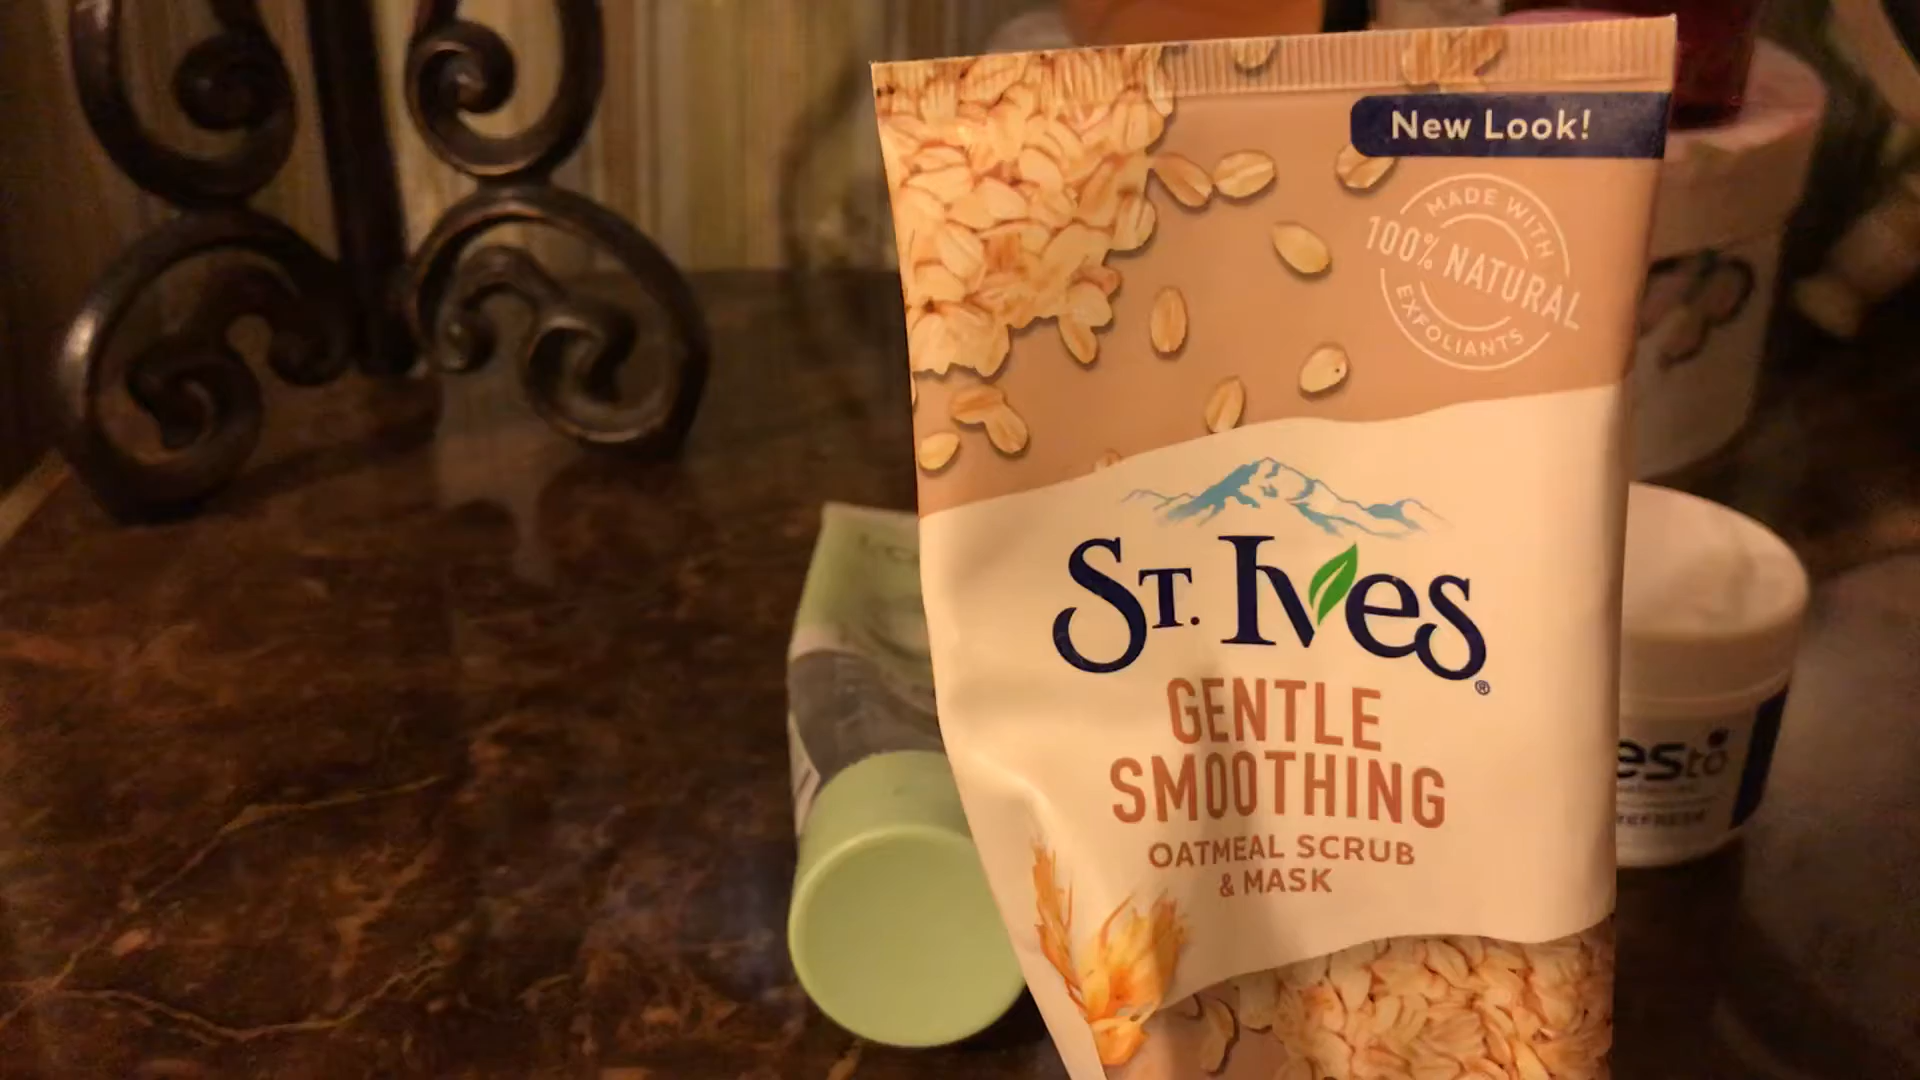 New Look!
MADE WITH
100% NATURAL
EXFOLIANTS
ST. IVES®
GENTLE
SMOOTHING
OATMEAL SCRUB
& MASK